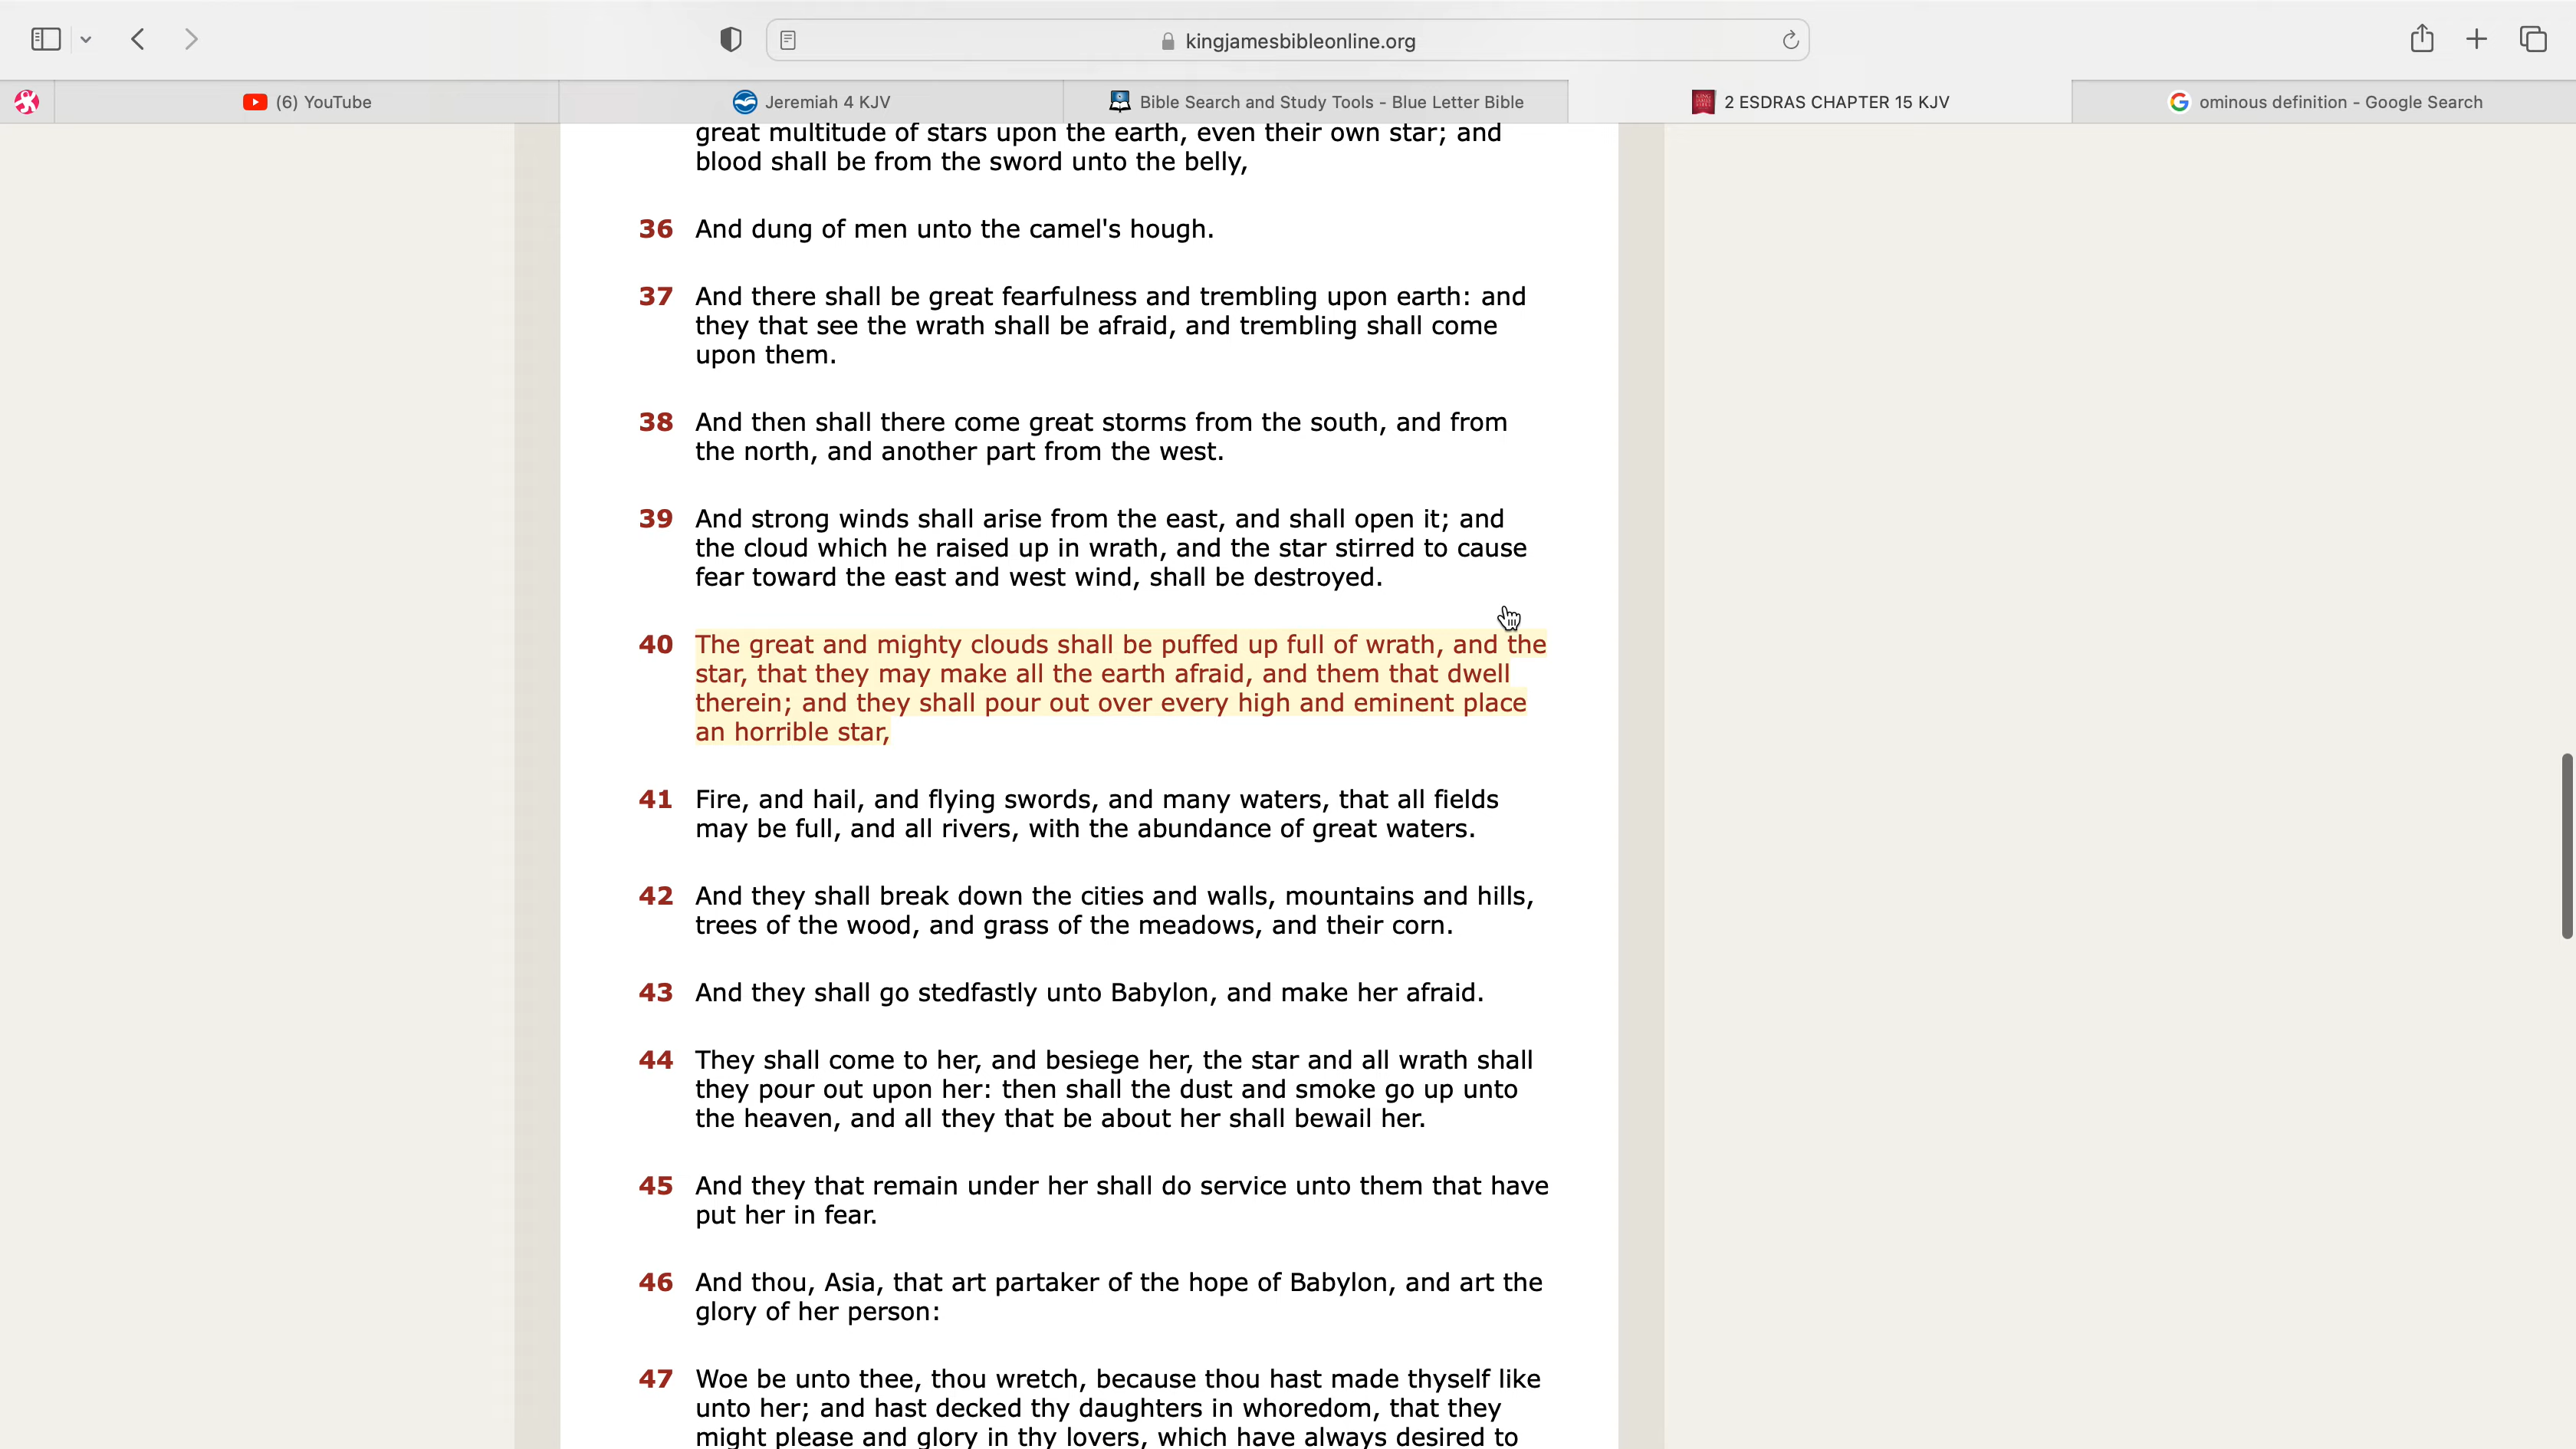 kingjamesbibleonline.org
(6) YouTube
Jeremiah 4 KJV
Bible Search and Study Tools - Blue Letter Bible
2 ESDRAS CHAPTER 15 KJV
ominous definition - Google Search
great multitude of stars upon the earth, even their own star; and
blood shall be from the sword unto the belly,
36 And dung of men unto the camel's hough.
37 And there shall be great fearfulness and trembling upon earth: and
they that see the wrath shall be afraid, and trembling shall come
upon them.
38 And then shall there come great storms from the south, and from
the north, and another part from the west.
39 And strong winds shall arise from the east, and shall open it; and
the cloud which he raised up in wrath, and the star stirred to cause
fear toward the east and west wind, shall be destroyed.
40 The great and mighty clouds shall be puffed up full of wrath, and the
star, that they may make all the earth afraid, and them that dwell
therein; and they shall pour out over every high and eminent place
an horrible star,
41 Fire, and hail, and flying swords, and many waters, that all fields
may be full, and all rivers, with the abundance of great waters.
42 And they shall break down the cities and walls, mountains and hills,
trees of the wood, and grass of the meadows, and their corn.
43 And they shall go stedfastly unto Babylon, and make her afraid.
44 They shall come to her, and besiege her, the star and all wrath shall
they pour out upon her: then shall the dust and smoke go up unto
the heaven, and all they that be about her shall bewail her.
45 And they that remain under her shall do service unto them that have
put her in fear.
46 And thou, Asia, that art partaker of the hope of Babylon, and art the
glory of her person:
47 Woe be unto thee, thou wretch, because thou hast made thyself like
unto her; and hast decked thy daughters in whoredom, that they
might please and glory in thy lovers, which have always desired to